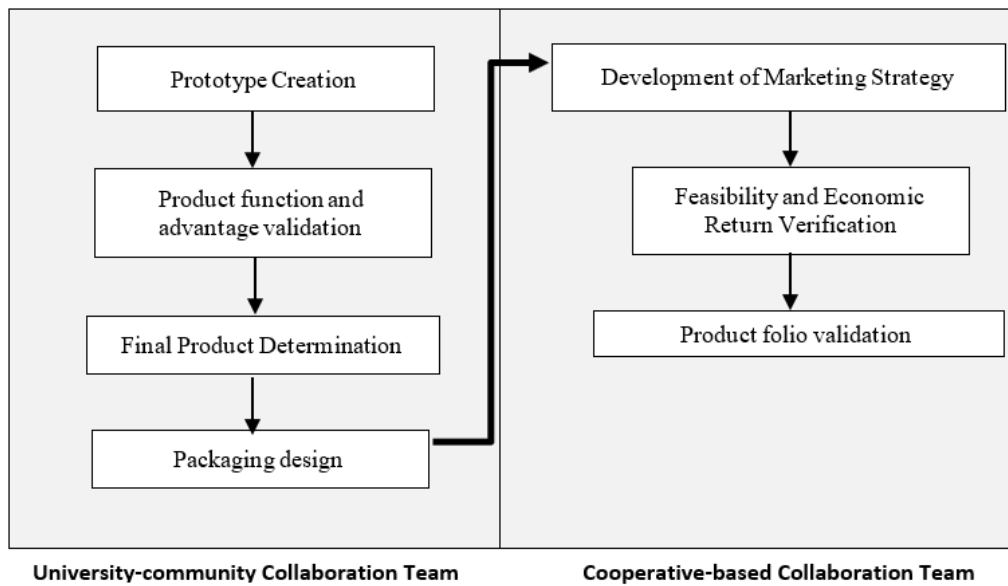 Prototype Creation
Product function and
advantage validation
Final Product Determination
Packaging design
Development of Marketing Strategy
Feasibility and Economic
Return Verification
Product folio validation
University-community Collaboration Team
Cooperative-based Collaboration Team